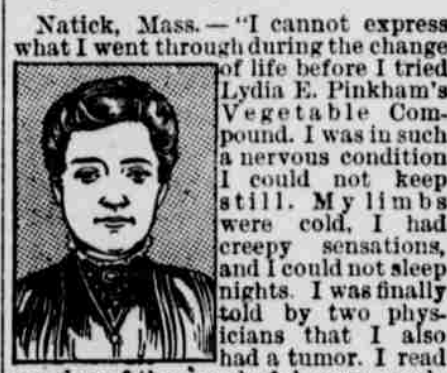 Natick, Mass. — "I cannot express
what I went through during the change
of life before I tried
Lydia E. Pinkham's
Vegetable Com-
pound. I was in such
a nervous condition
I could not keep
still. My limbs
were cold, I had
creepy sensations,
and I could not sleep
nights. I was finally
told by two phys-
icians that I also
had a tumor. I read